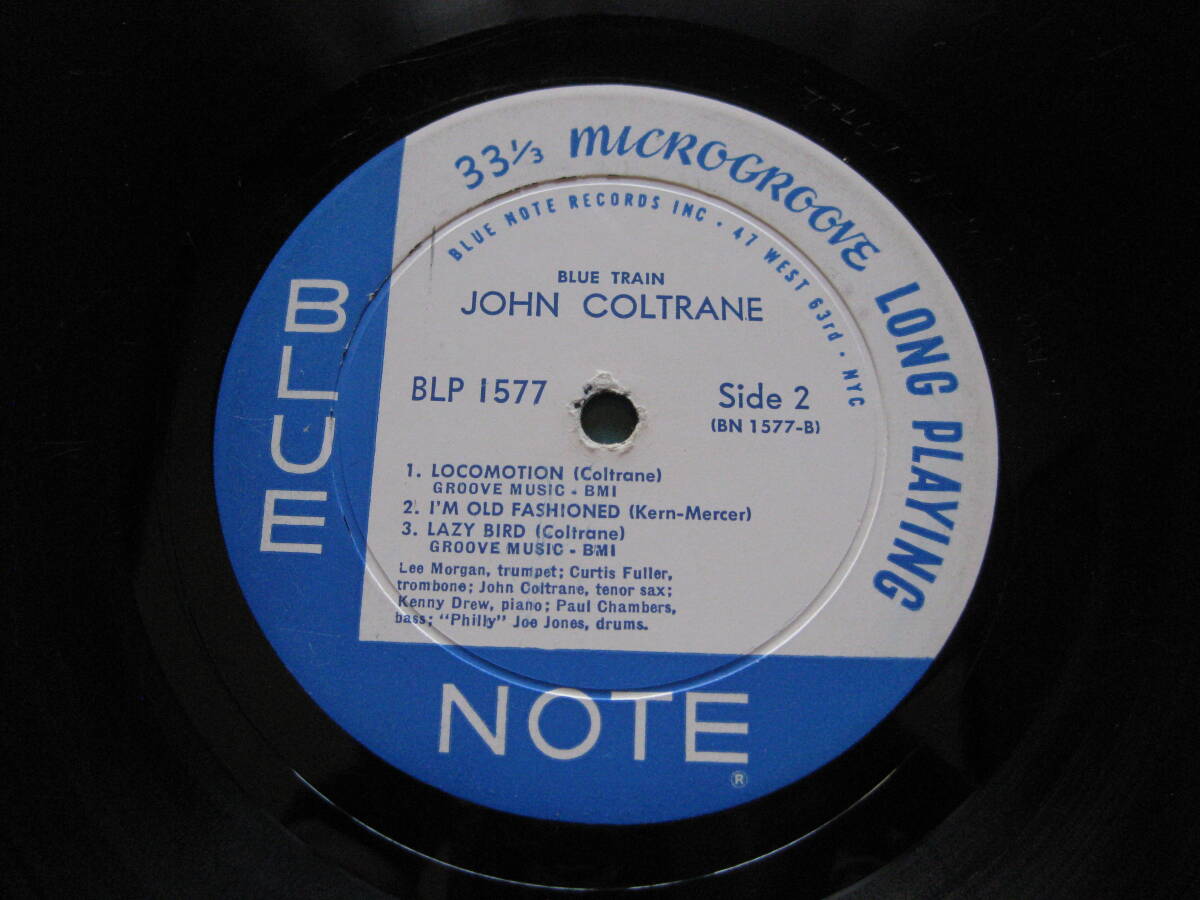 33⅓ MICROGROOVE LONG PLAYING
BLUE NOTE RECORDS INC • 47 WEST 63rd • NYC
BLUE TRAIN
JOHN COLTRANE
BLP 1577
Side 2
(BN 1577-B)
1. LOCOMOTION (Coltrane)
GROOVE MUSIC - BMI
2. I'M OLD FASHIONED (Kern-Mercer)
3. LAZY BIRD (Coltrane)
GROOVE MUSIC - BMI
Lee Morgan, trumpet; Curtis Fuller,
trombone; John Coltrane, tenor sax;
Kenny Drew, piano; Paul Chambers,
bass; "Philly" Joe Jones, drums.
BLUE
NOTE
®